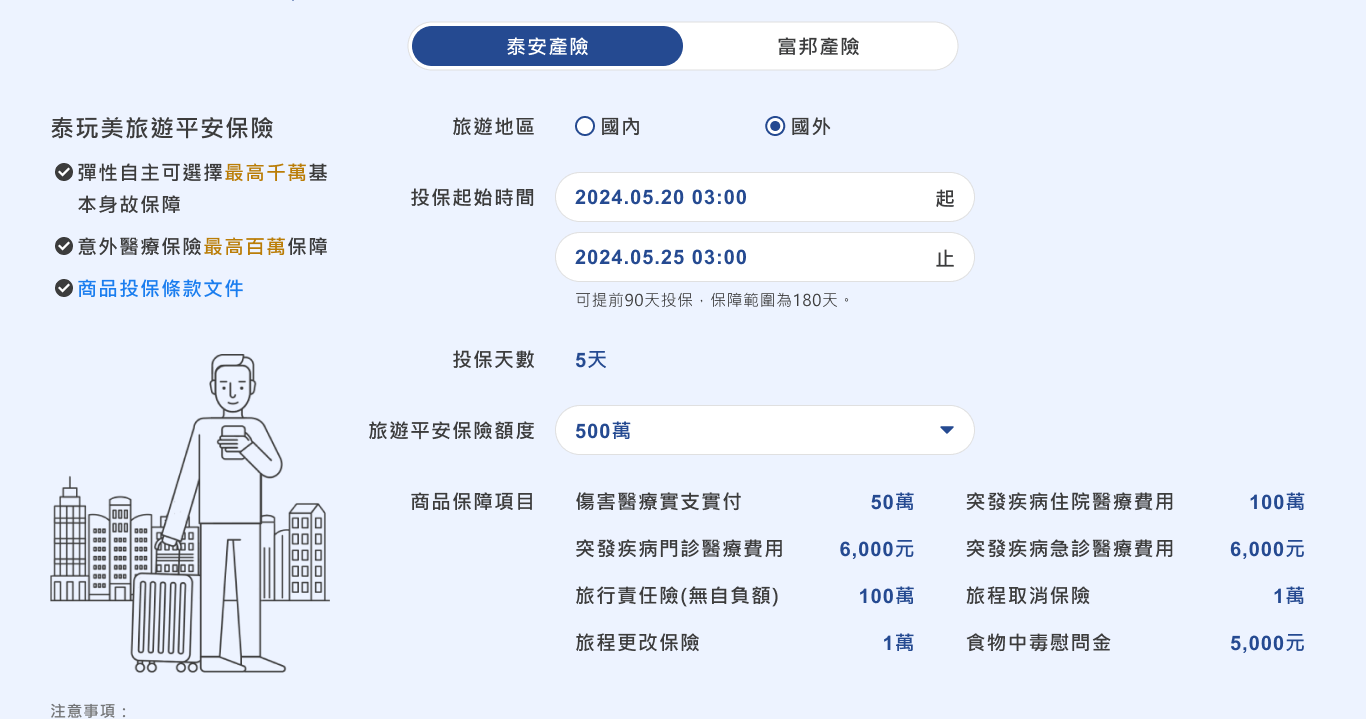 泰安產險
富邦產險
泰玩美旅遊平安保險
彈性自主可選擇最高千萬基
本身故保障
意外醫療保險最高百萬保障
商品投保條款文件
旅遊地區 國內 國外
投保起始時間 2024.05.20 03:00 起
2024.05.25 03:00 止
可提前90天投保，保障範圍為180天。
投保天數 5天
旅遊平安保險額度 500萬
商品保障項目 傷害醫療實支實付 50萬 突發疾病住院醫療費用 100萬
突發疾病門診醫療費用 6,000元 突發疾病急診醫療費用 6,000元
旅行責任險(無自負額) 100萬 旅程取消保險 1萬
旅程更改保險 1萬 食物中毒慰問金 5,000元
注意事項：